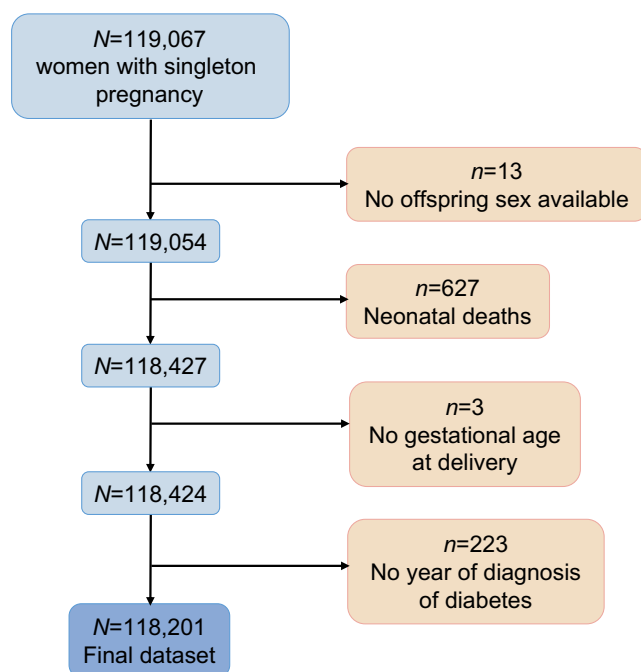 N=119,067
women with singleton
pregnancy
n=13
No offspring sex available
N=119,054
n=627
Neonatal deaths
N=118,427
n=3
No gestational age
at delivery
N=118,424
n=223
No year of diagnosis
of diabetes
N=118,201
Final dataset